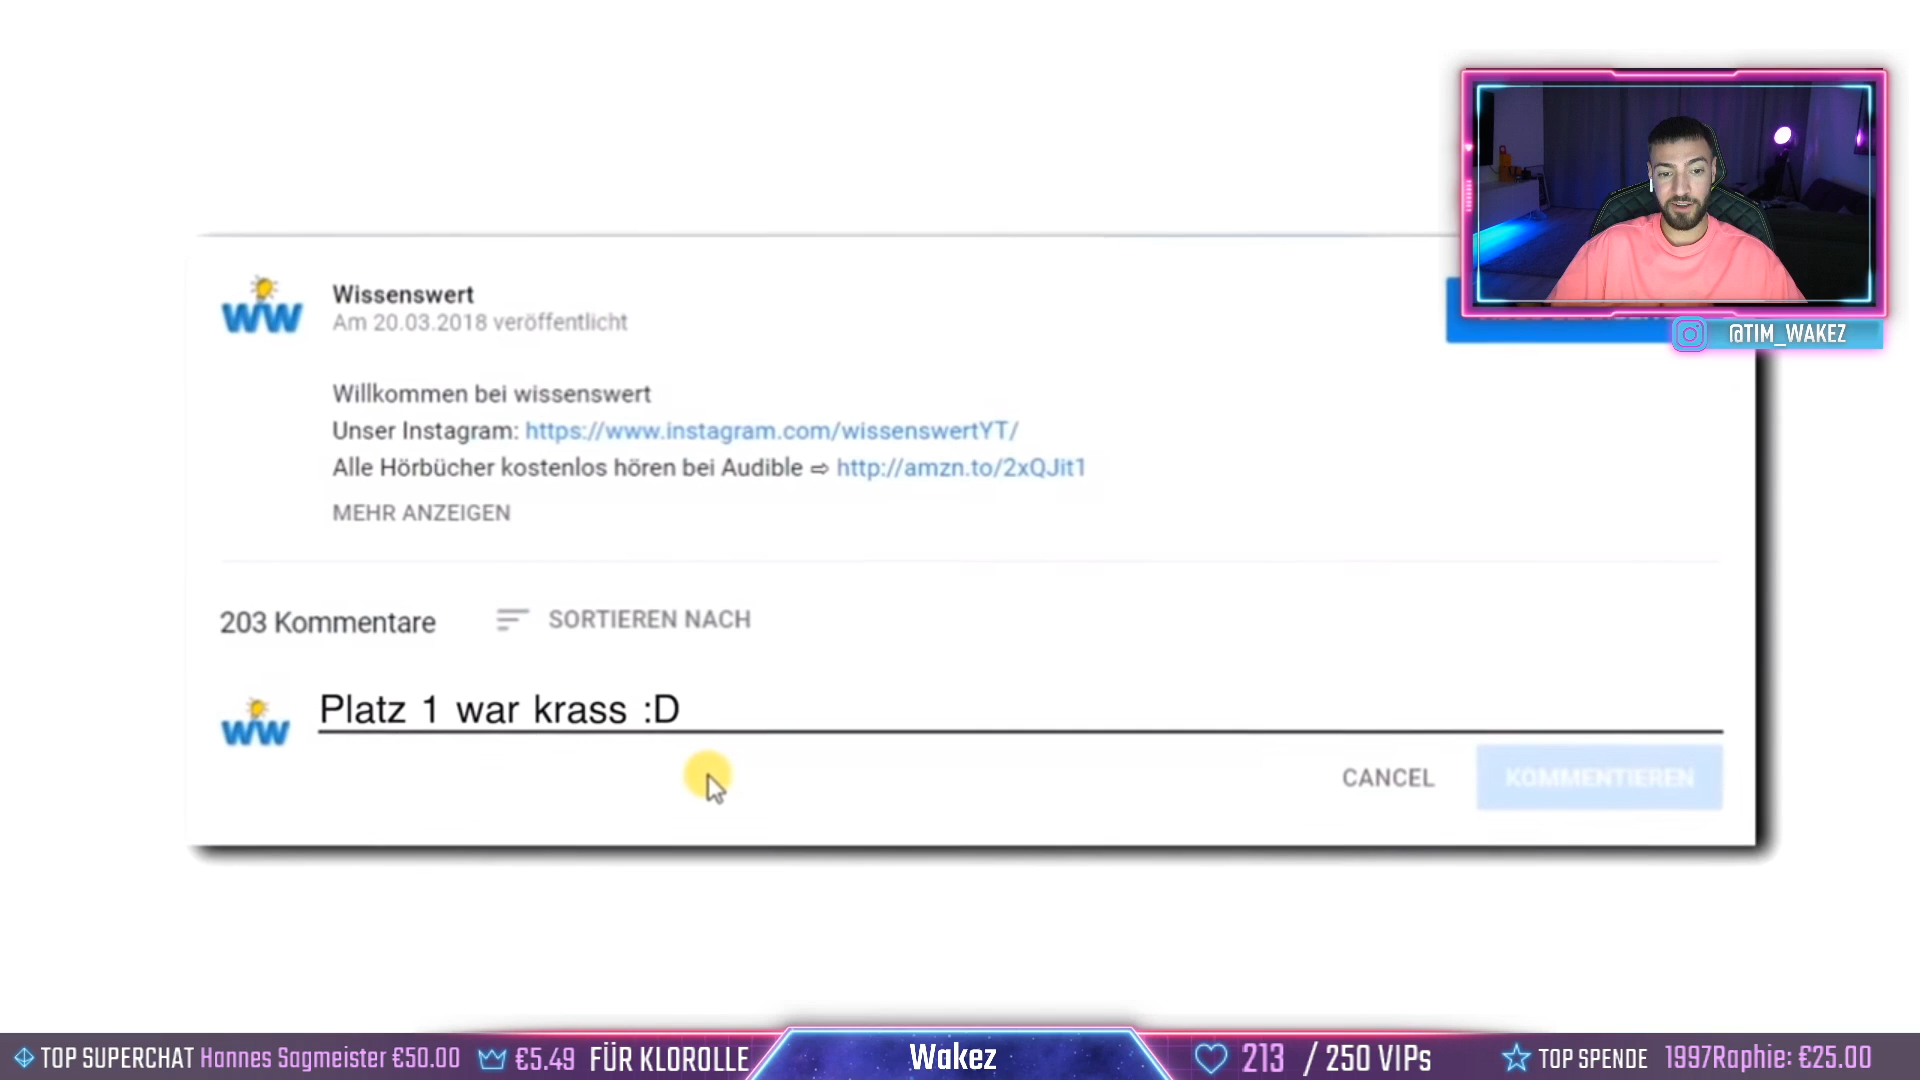 @TIM_WAKEZ
WW
Wissenswert
Am 20.03.2018 veröffentlicht
Willkommen bei wissenswert
Unser Instagram: https://www.instagram.com/wissenswertYT/
Alle Hörbücher kostenlos hören bei Audible ⇨ http://amzn.to/2xQJit1
MEHR ANZEIGEN
203 Kommentare SORTIEREN NACH
WW Platz 1 war krass :D
CANCEL KOMMENTIEREN
TOP SUPERCHAT Hannes Sagmeister €50.00 €5.49 FÜR KLOROLLE Wakez 213 / 250 VIPs TOP SPENDE 1997Raphie: €25.00